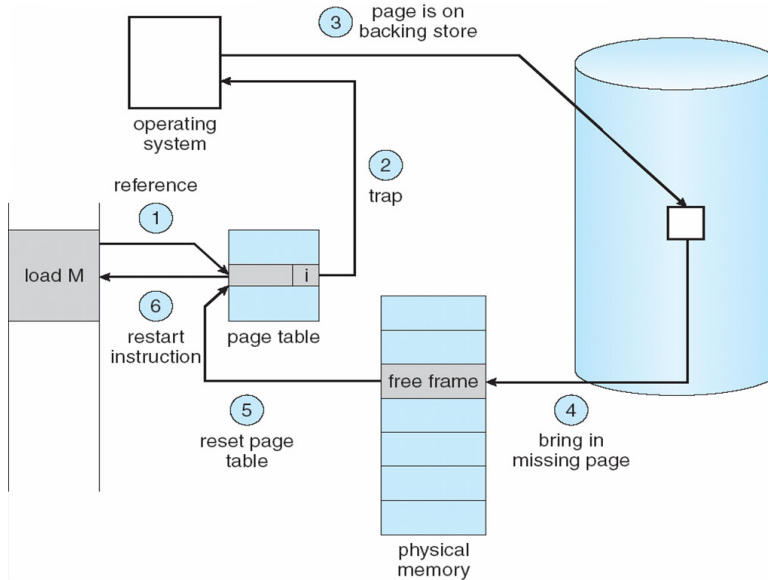 3
page is on
backing store
operating
system
2
trap
reference
1
load M
i
6
restart
instruction
page table
free frame
5
reset page
table
4
bring in
missing page
physical
memory